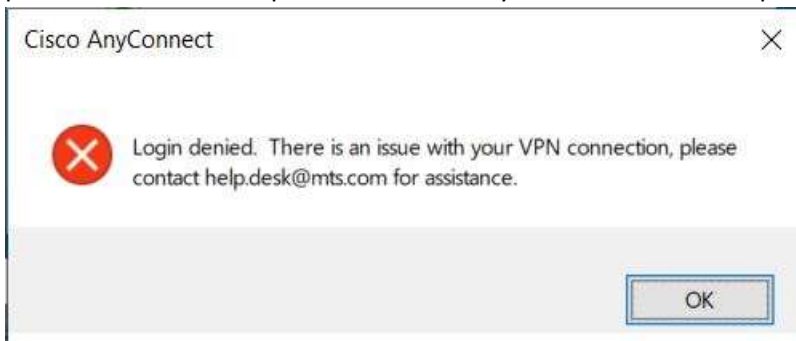 Cisco AnyConnect
Login denied.  There is an issue with your VPN connection, please
contact help.desk@mts.com for assistance.
OK